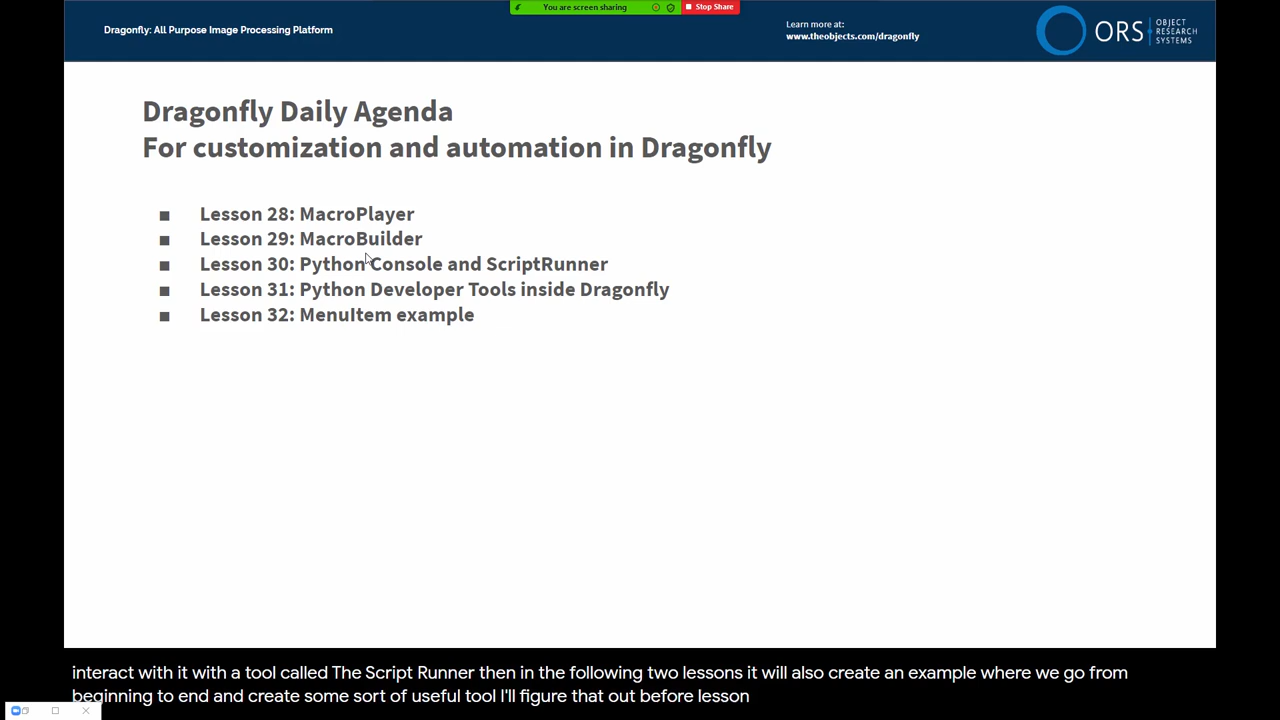 You are screen sharing
Stop Share
Dragonfly: All Purpose Image Processing Platform
Learn more at:
www.theobjects.com/dragonfly
ORS
OBJECT
RESEARCH
SYSTEMS
Dragonfly Daily Agenda
For customization and automation in Dragonfly
Lesson 28: MacroPlayer
Lesson 29: MacroBuilder
Lesson 30: Python Console and ScriptRunner
Lesson 31: Python Developer Tools inside Dragonfly
Lesson 32: MenuItem example
interact with it with a tool called The Script Runner then in the following two lessons it will also create an example where we go from
beginning to end and create some sort of useful tool I'll figure that out before lesson